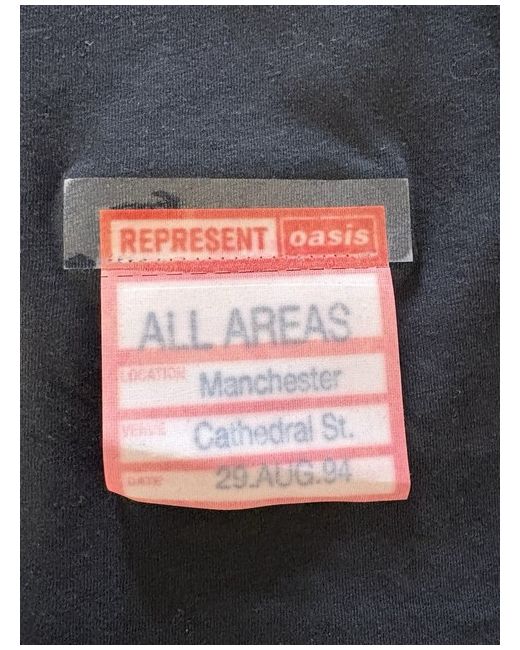 REPRESENT oasis
ALL AREAS
LOCATION Manchester
VENUE Cathedral St.
DATE 29.AUG.94